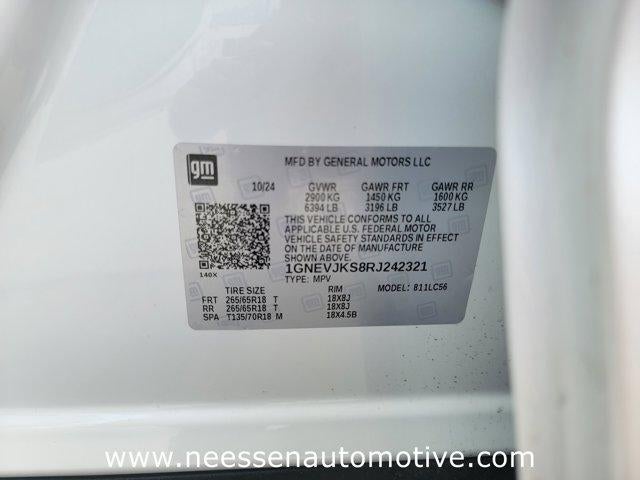 gm
MFD BY GENERAL MOTORS LLC
10/24 GVWR GAWR FRT GAWR RR
2900 KG 1450 KG 1600 KG
6394 LB 3196 LB 3527 LB
THIS VEHICLE CONFORMS TO ALL
APPLICABLE U.S. FEDERAL MOTOR
VEHICLE SAFETY STANDARDS IN EFFECT
ON THE DATE OF MANUFACTURE
SHOWN ABOVE.
1GNEVJKS8RJ242321
140X
TYPE: MPV
MODEL: 811LC56
TIRE SIZE RIM
FRT 265/65R18 T 18X8J
RR 265/65R18 T 18X8J
SPA T135/70R18 M 18X4.5B
www.neessenautomotive.com